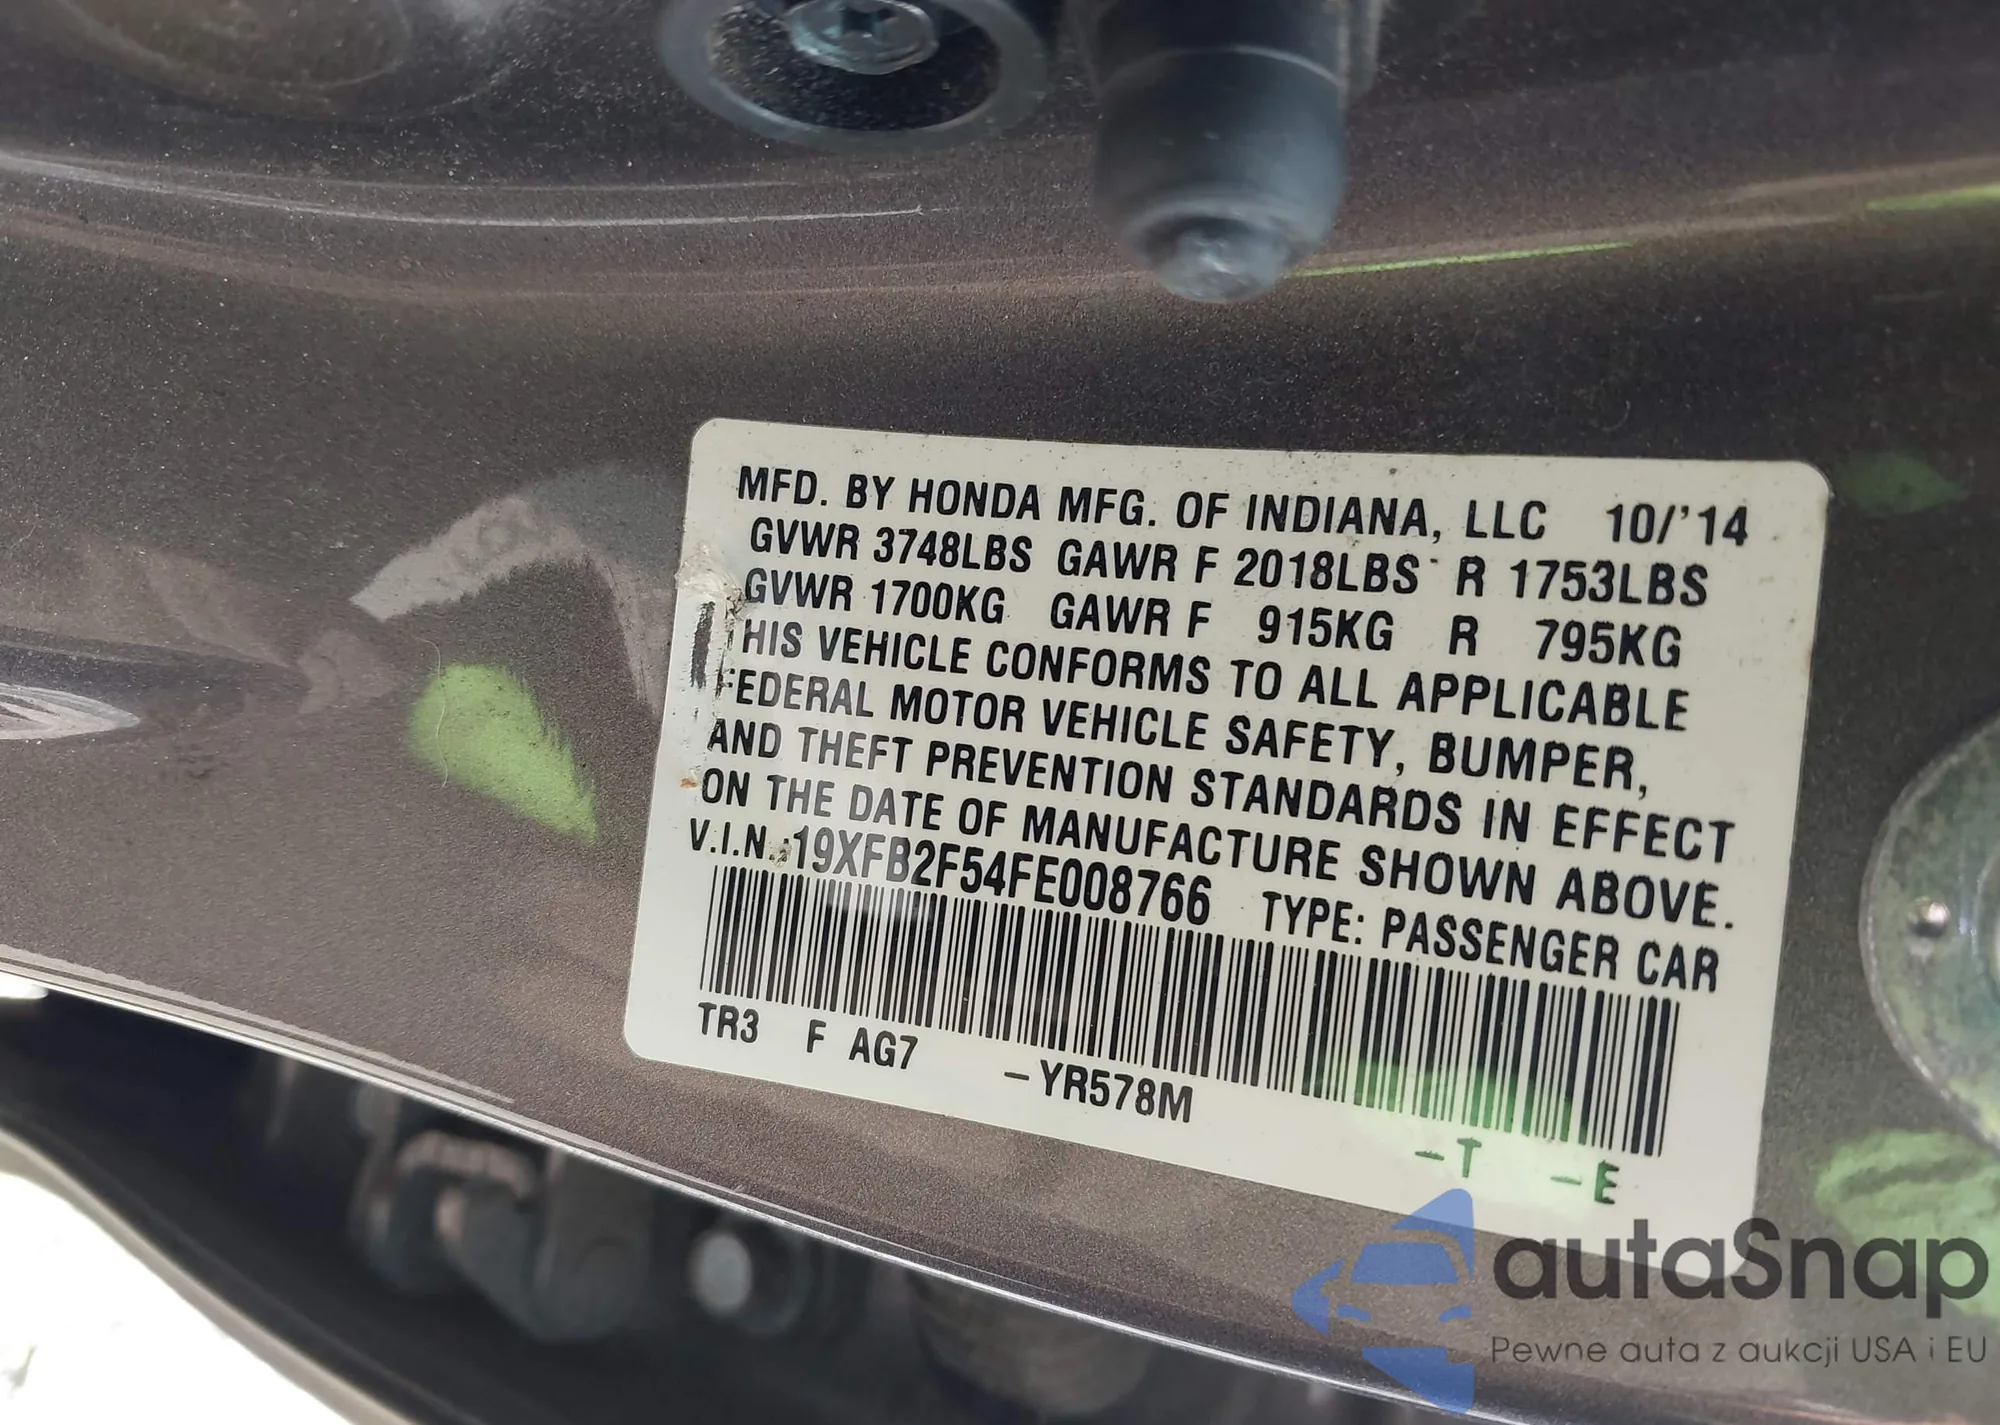 MFD. BY HONDA MFG. OF INDIANA, LLC 10/'14
GVWR 3748LBS GAWR F 2018LBS R 1753LBS
GVWR 1700KG GAWR F 915KG R 795KG
HIS VEHICLE CONFORMS TO ALL APPLICABLE
FEDERAL MOTOR VEHICLE SAFETY, BUMPER,
AND THEFT PREVENTION STANDARDS IN EFFECT
ON THE DATE OF MANUFACTURE SHOWN ABOVE.
V.I.N.:19XFB2F54FE008766 TYPE: PASSENGER CAR
TR3 F AG7 -YR578M -T -E
autaSnap
Pewne auta z aukcji USA i EU